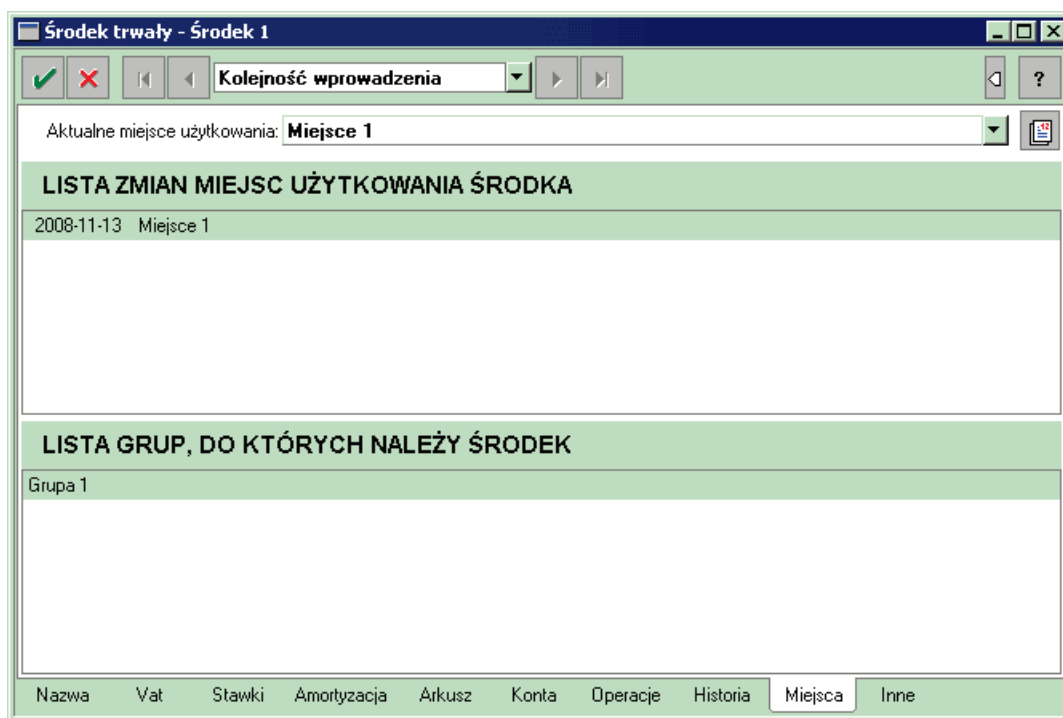 Środek trwały - Środek 1
Kolejność wprowadzenia
?
Aktualne miejsce użytkowania: Miejsce 1
LISTA ZMIAN MIEJSC UŻYTKOWANIA ŚRODKA
2008-11-13 Miejsce 1
LISTA GRUP, DO KTÓRYCH NALEŻY ŚRODEK
Grupa 1
Nazwa Vat Stawki Amortyzacja Arkusz Konta Operacje Historia Miejsca Inne